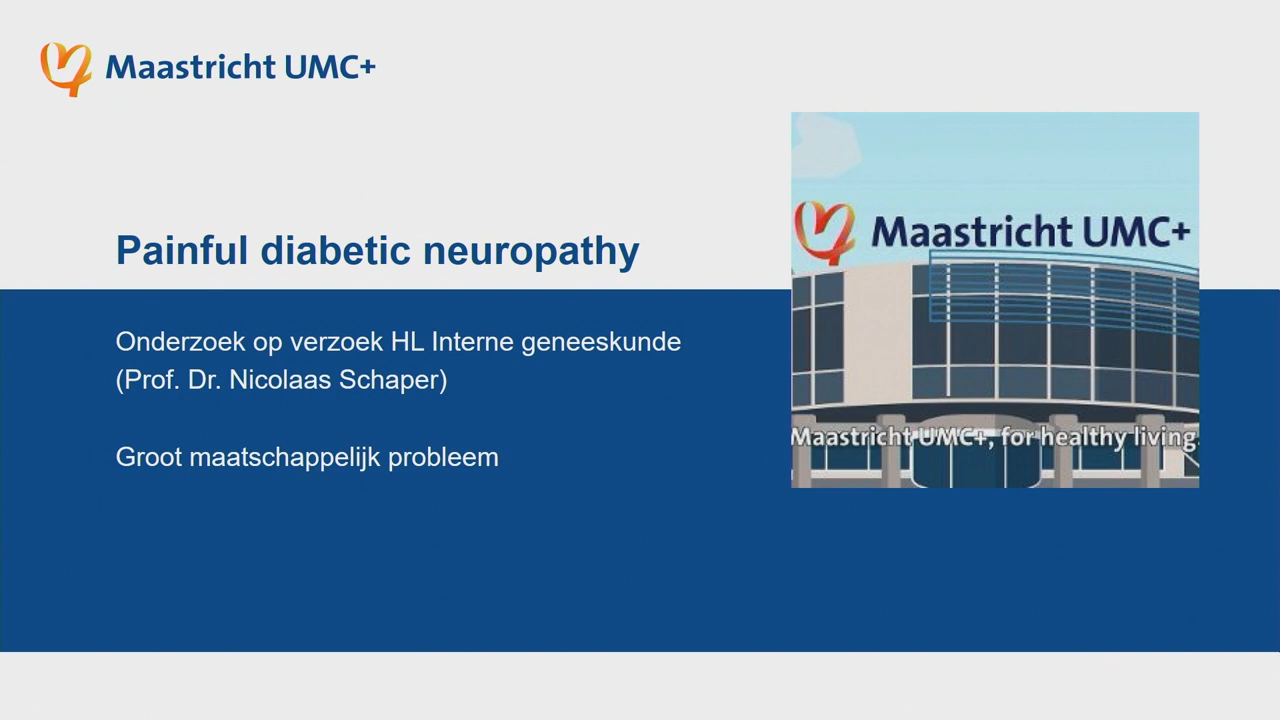 Maastricht UMC+
Painful diabetic neuropathy
Onderzoek op verzoek HL Interne geneeskunde
(Prof. Dr. Nicolaas Schaper)
Groot maatschappelijk probleem
Maastricht UMC+
Maastricht UMC+, for healthy living